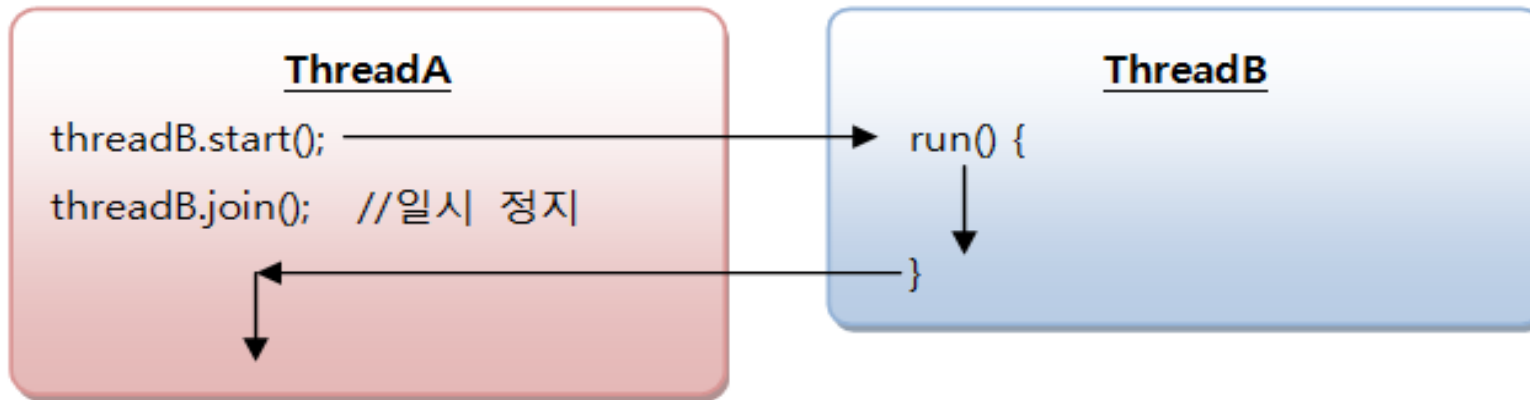 ThreadA
threadB.start();
threadB.join(); //일시 정지
ThreadB
run() {
}